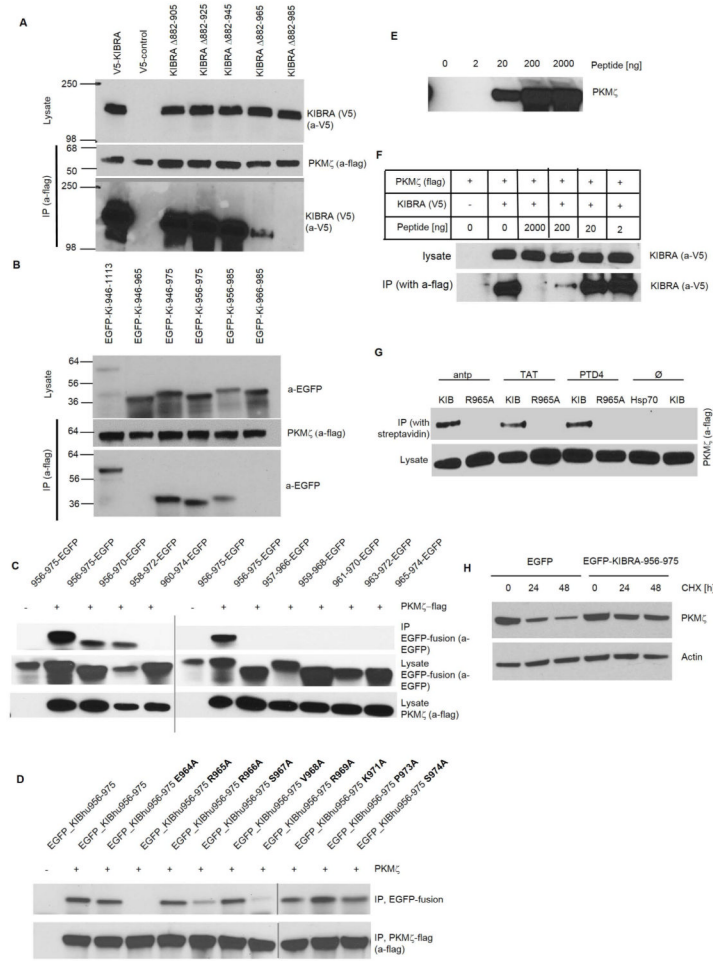 A
V5-KIBRA
V5-control
KIBRA Δ882-905
KIBRA Δ882-925
KIBRA Δ882-945
KIBRA Δ882-965
KIBRA Δ882-985
Lysate
250
98
KIBRA (V5)
(a-V5)
IP (a-flag)
68
50
PKMζ (a-flag)
250
98
KIBRA (V5)
(a-V5)
B
EGFP-Ki-946-1113
EGFP-Ki-946-965
EGFP-Ki-946-975
EGFP-Ki-956-975
EGFP-Ki-956-985
EGFP-Ki-966-985
Lysate
64
56
36
a-EGFP
IP (a-flag)
64
PKMζ (a-flag)
64
56
36
a-EGFP
C
956-975-EGFP
956-975-EGFP
956-970-EGFP
958-972-EGFP
960-974-EGFP
956-975-EGFP
956-975-EGFP
957-966-EGFP
959-968-EGFP
961-970-EGFP
963-972-EGFP
965-974-EGFP
- + + + + - + + + + + + PKMζ-flag
IP
EGFP-fusion (a-
EGFP)
Lysate
EGFP-fusion (a-
EGFP)
Lysate
PKMζ (a-flag)
D
EGFP_KIBhu956-975
EGFP_KIBhu956-975
EGFP_KIBhu956-975 E964A
EGFP_KIBhu956-975 R965A
EGFP_KIBhu956-975 R966A
EGFP_KIBhu956-975 S967A
EGFP_KIBhu956-975 V968A
EGFP_KIBhu956-975 R969A
EGFP_KIBhu956-975 K971A
EGFP_KIBhu956-975 P973A
EGFP_KIBhu956-975 S974A
- + + + + + + + + + + PKMζ
IP, EGFP-fusion
IP, PKMζ-flag
(a-flag)
E
0 2 20 200 2000 Peptide [ng]
PKMζ
F
PKMζ (flag) + + + + + +
KIBRA (V5) - + + + + +
Peptide [ng] 0 0 2000 200 20 2
lysate KIBRA (a-V5)
IP (with a-flag) KIBRA (a-V5)
G
antp TAT PTD4 Ø
KIB R965A KIB R965A KIB R965A Hsp70 KIB
IP (with
streptavidin)
Lysate
PKMζ (a-flag)
H
EGFP EGFP-KIBRA-956-975
0 24 48 0 24 48 CHX [h]
PKMζ
Actin